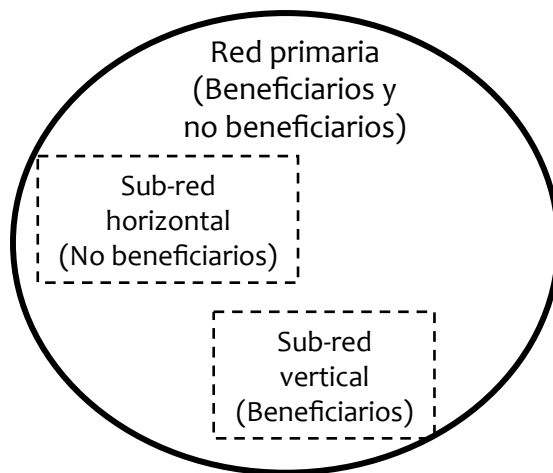 Red primaria
(Beneficiarios y
no beneficiarios)
Sub-red
horizontal
(No beneficiarios)
Sub-red
vertical
(Beneficiarios)